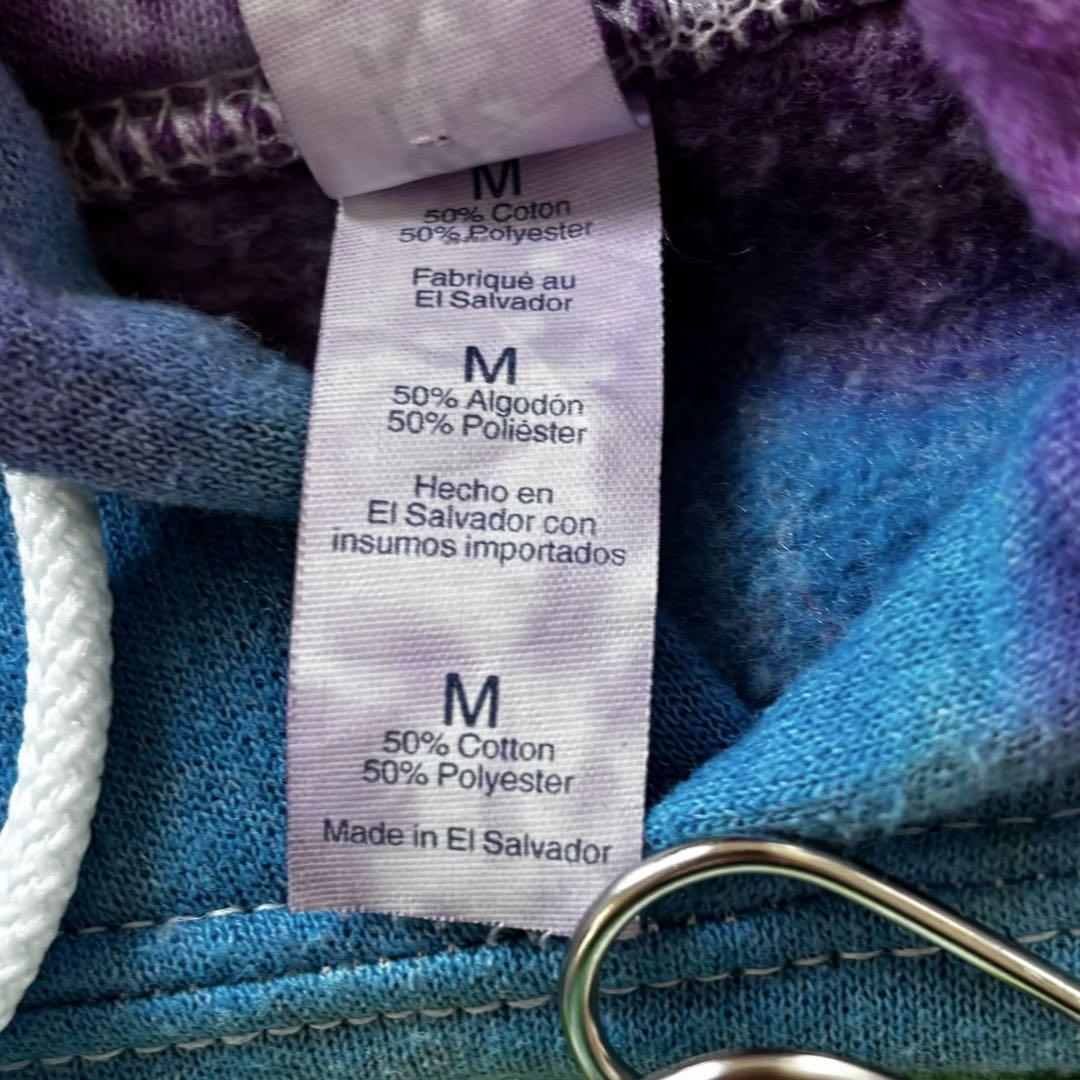 M
50% Coton
50% Polyester
Fabriqué au
El Salvador
M
50% Algodón
50% Poliéster
Hecho en
El Salvador con
insumos importados
M
50% Cotton
50% Polyester
Made in El Salvador